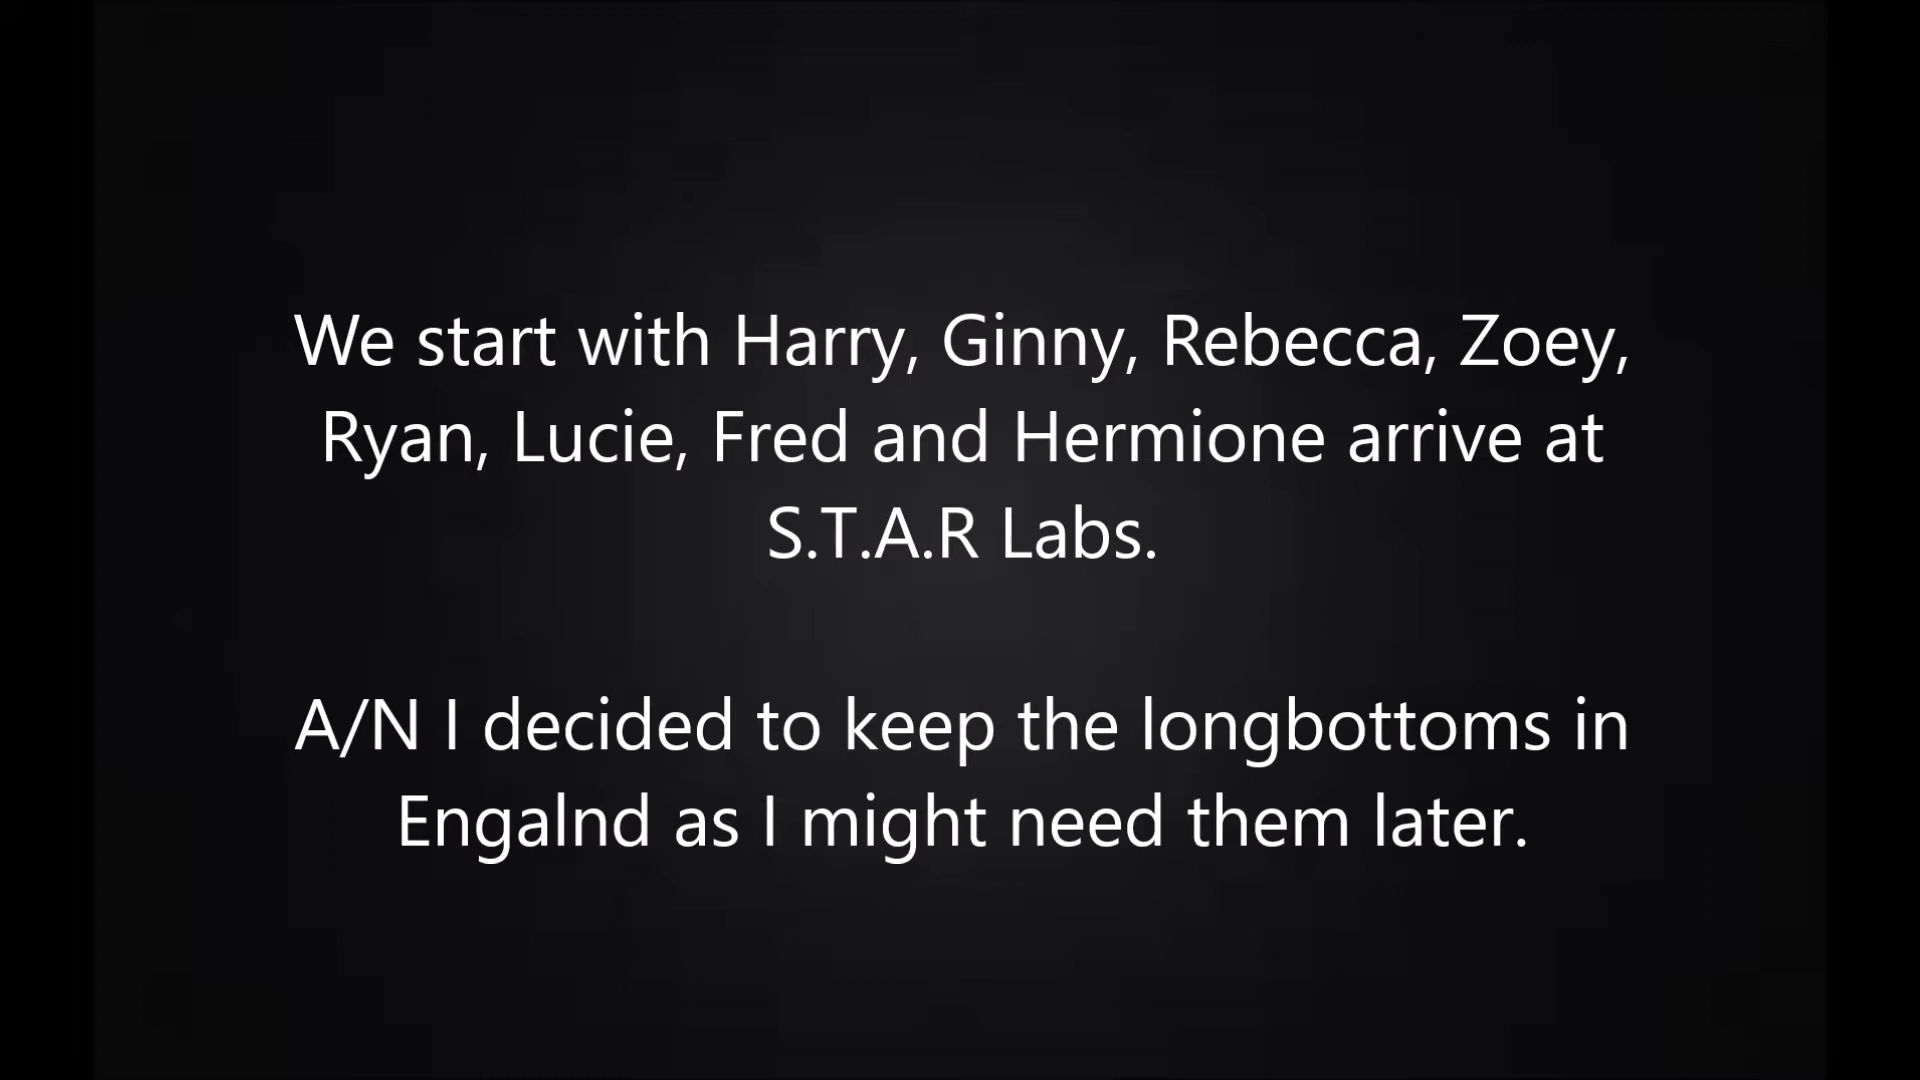 We start with Harry, Ginny, Rebecca, Zoey,
Ryan, Lucie, Fred and Hermione arrive at
S.T.A.R Labs.
A/N I decided to keep the longbottoms in
Engalnd as I might need them later.